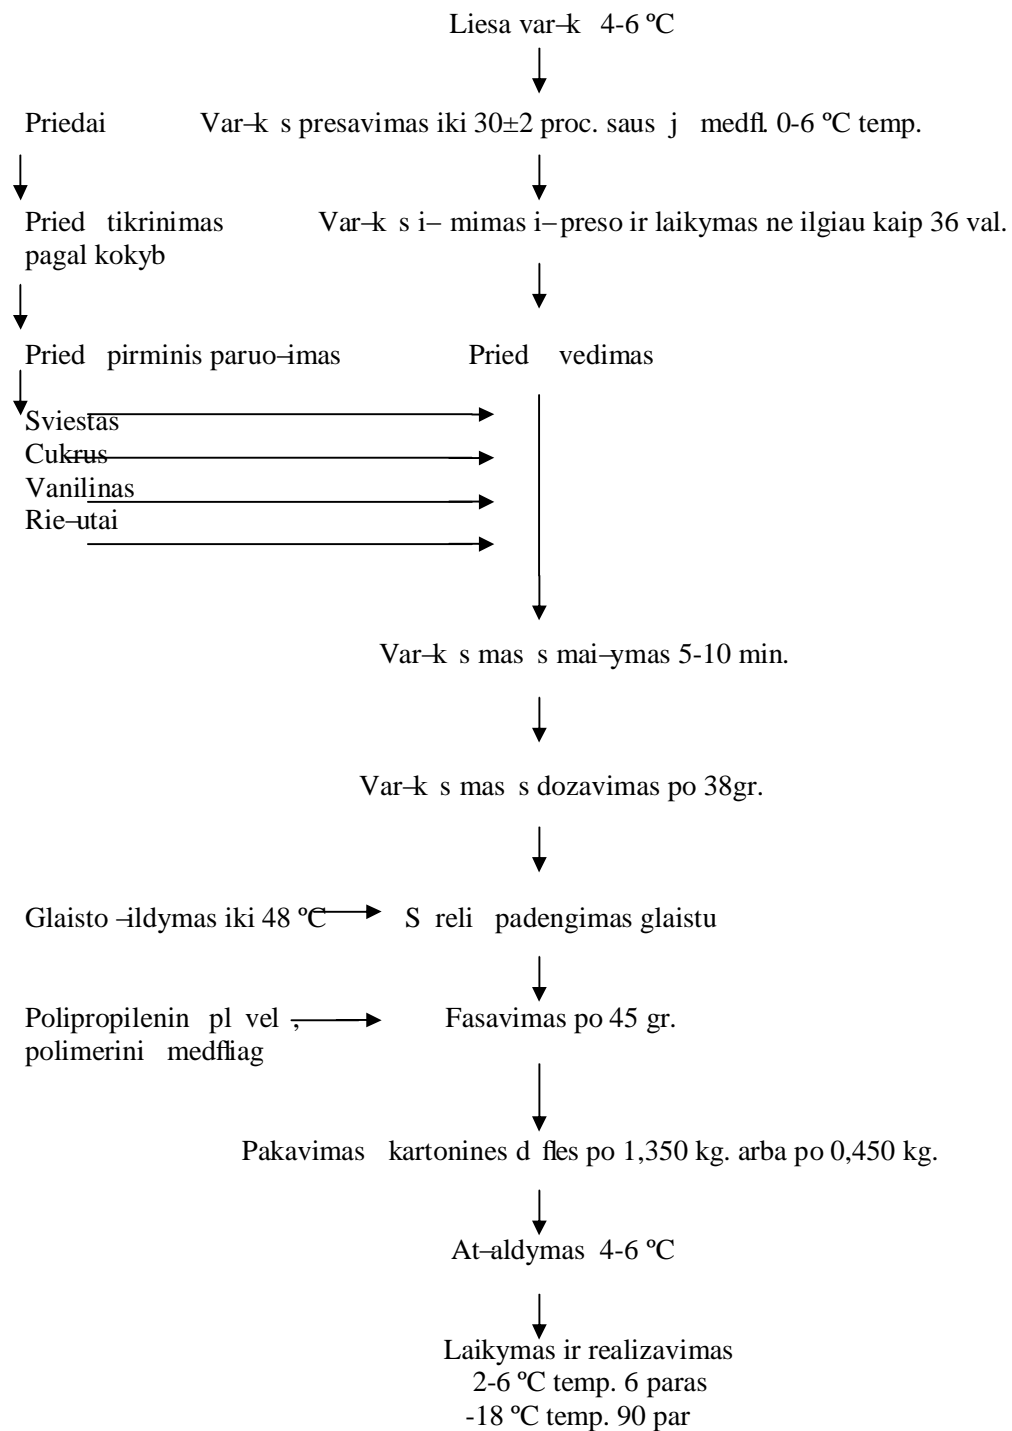 Liesa var–k 4-6 ºC
Priedai Var–k s presavimas iki 30±2 proc. saus j medfl. 0-6 ºC temp.
Pried tikrinimas Var–k s i– mimas i–preso ir laikymas ne ilgiau kaip 36 val.
pagal kokyb
Pried pirminis paruo–imas Pried vedimas
Sviestas
Cukrus
Vanilinas
Rie–utai
Var–k s mas s mai–ymas 5-10 min.
Var–k s mas s dozavimas po 38gr.
Glaisto –ildymas iki 48 ºC S reli padengimas glaistu
Polipropilenin pl vel , Fasavimas po 45 gr.
polimerini medfliag
Pakavimas kartonines d fles po 1,350 kg. arba po 0,450 kg.
At–aldymas 4-6 ºC
Laikymas ir realizavimas
2-6 ºC temp. 6 paras
-18 ºC temp. 90 par